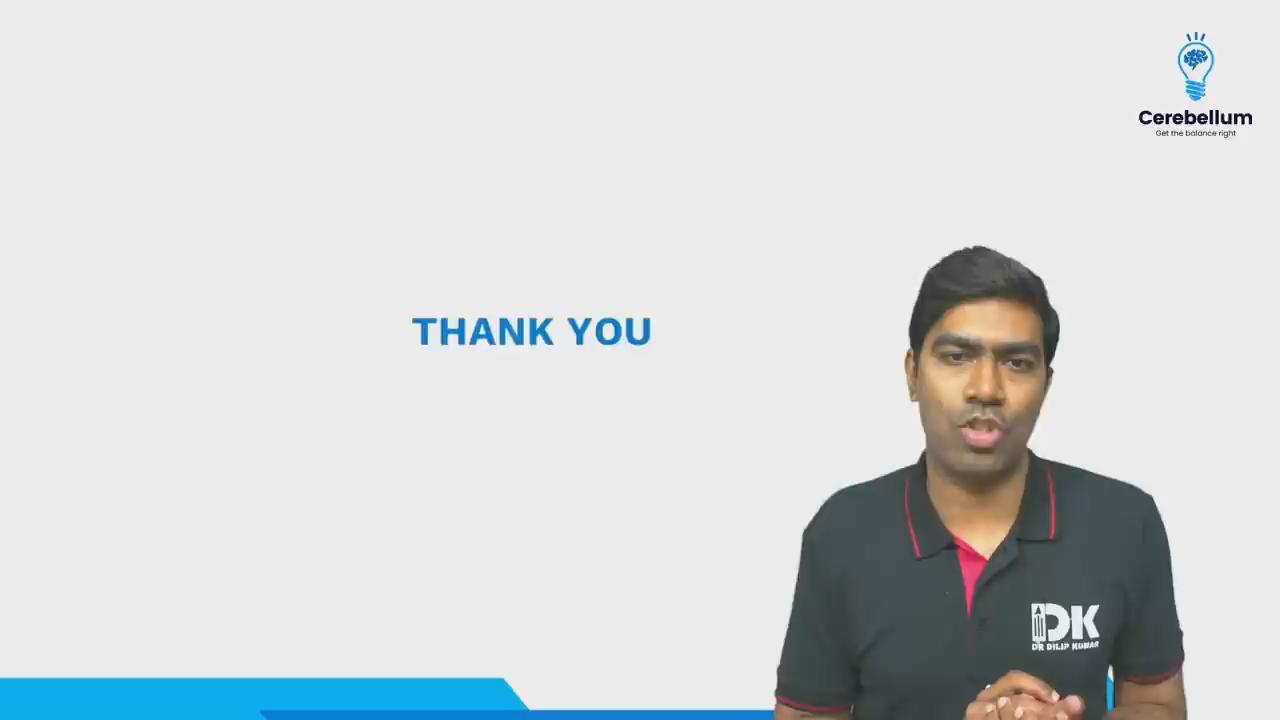 Cerebellum
Get the balance right
THANK YOU
DK
DR DILIP KUMAR